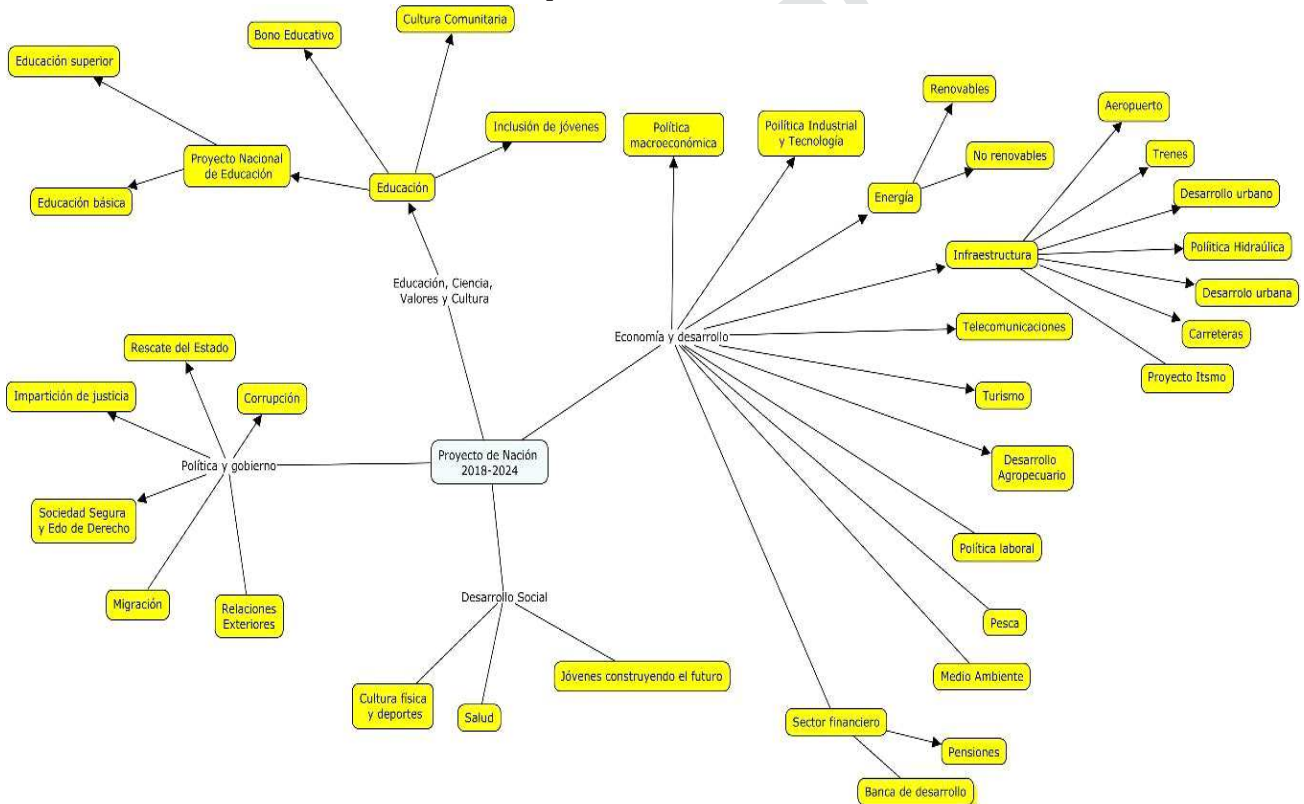 Cultura Comunitaria
Bono Educativo
Educación superior
Inclusión de jóvenes
Proyecto Nacional
de Educación
Educación
Educación básica
Educación, Ciencia,
Valores y Cultura
Política
macroeconómica
Poilítica Industrial
y Tecnología
Renovables
No renovables
Energía
Aeropuerto
Trenes
Desarrollo urbano
Infraestructura
Políitica Hidraúlica
Desarrolo urbana
Carreteras
Proyecto Itsmo
Economía y desarrollo
Telecomunicaciones
Turismo
Desarrollo
Agropecuario
Política laboral
Pesca
Medio Ambiente
Sector financiero
Pensiones
Banca de desarrollo
Rescate del Estado
Impartición de justicia
Corrupción
Política y gobierno
Proyecto de Nación
2018-2024
Sociedad Segura
y Edo de Derecho
Migración
Relaciones
Exteriores
Desarrollo Social
Jóvenes construyendo el futuro
Cultura física
y deportes
Salud